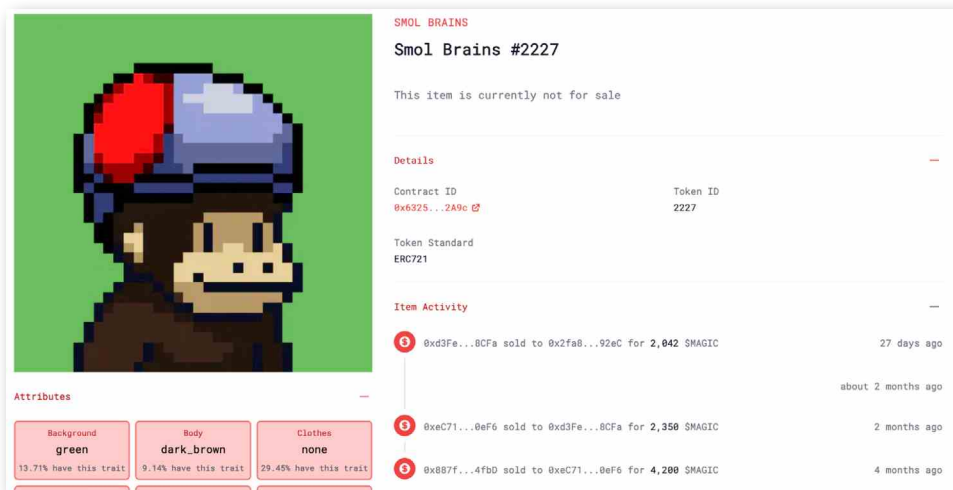 SMOL BRAINS
Smol Brains #2227
This item is currently not for sale
Details
Contract ID
0x6325...2A9c
Token ID
2227
Token Standard
ERC721
Item Activity
0xd3Fe...8CFa sold to 0x2fa8...92eC for 2,042 $MAGIC
27 days ago
about 2 months ago
0xeC71...0eF6 sold to 0xd3Fe...8CFa for 2,350 $MAGIC
2 months ago
0x887f...4fbD sold to 0xeC71...0eF6 for 4,200 $MAGIC
4 months ago
Attributes
Background
green
13.71% have this trait
Body
dark_brown
9.14% have this trait
Clothes
none
29.45% have this trait